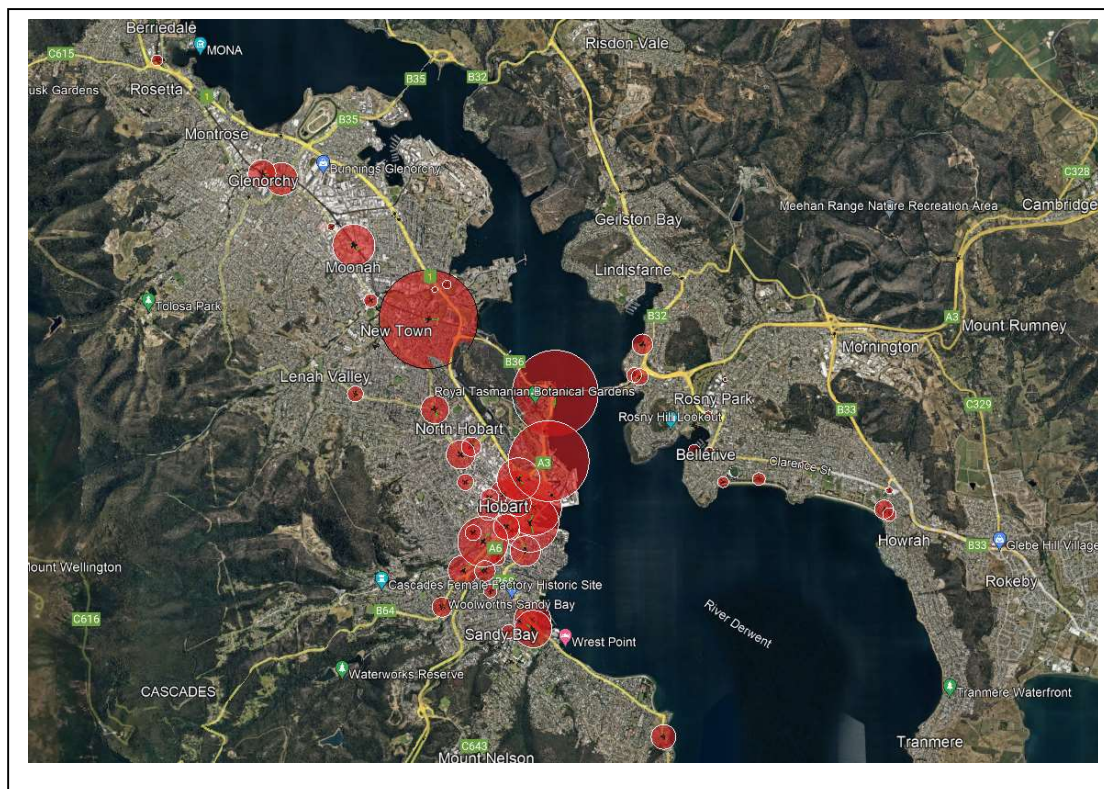 Berriedale
MONA
Risdon Vale
C615
B35
B32
usk Gardens
Rosetta
1
B35
Montrose
Bunnings Glenorchy
Glenorchy
C328
Meehan Range Nature Recreation Area
Cambridge
Geilston Bay
Moonah
Lindisfarne
1
Tolosa Park
B32
A3
Mount Rumney
New Town
Mornington
B36
Lenah Valley
Royal Tasmanian Botanical Gardens
Rosny Park
C329
B33
Rosny Hill Lookout
North Hobart
Bellerive
A3
Clarence St
Hobart
Howrah
A6
B33
Glebe Hill Village
Mount Wellington
B68
Cascades Female Factory Historic Site
Rokeby
Woolworths Sandy Bay
B64
C616
River Derwent
Sandy Bay
Wrest Point
Waterworks Reserve
CASCADES
Tranmere Waterfront
C643
Tranmere
Mount Nelson